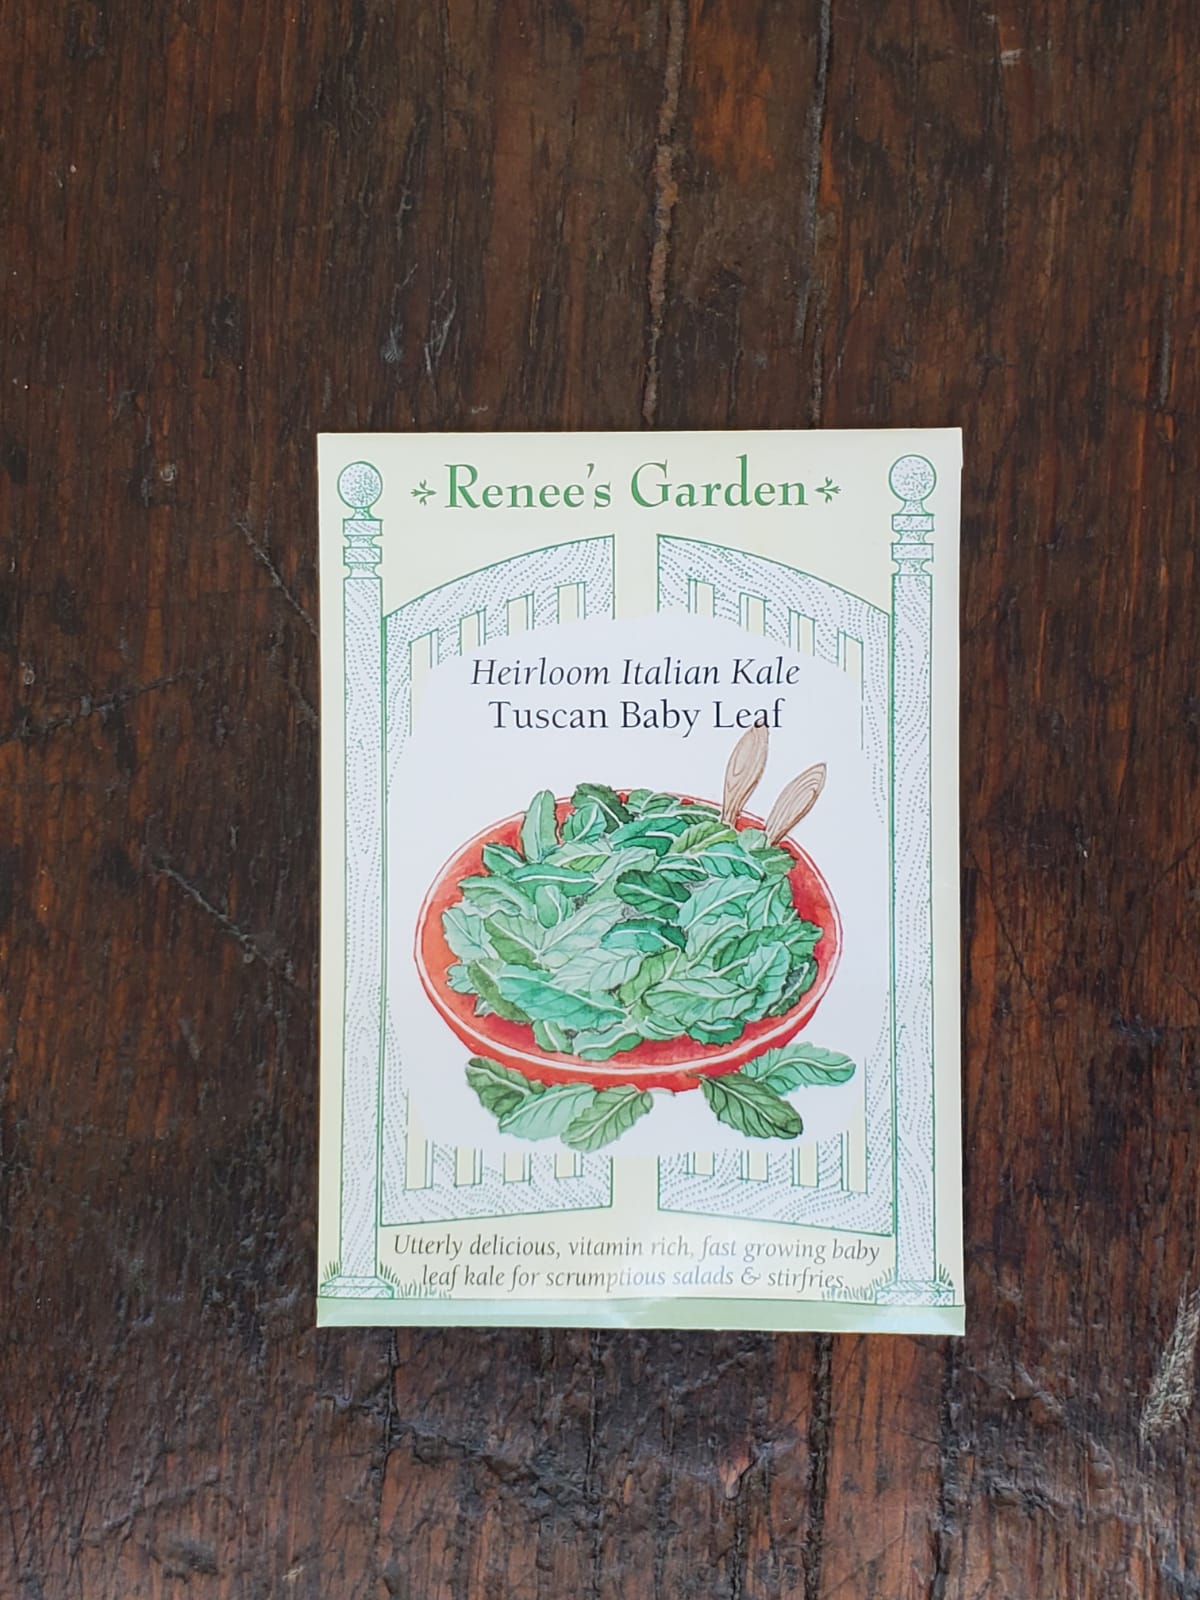 Renee's Garden
Heirloom Italian Kale
Tuscan Baby Leaf
Utterly delicious, vitamin rich, fast growing baby
leaf kale for scrumptious salads & stirfries.